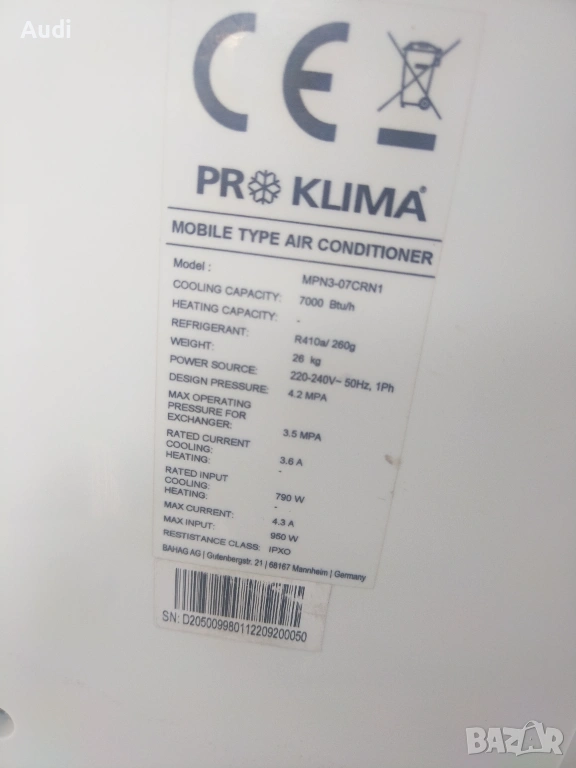 Audi
CE
PRO KLIMA®
MOBILE TYPE AIR CONDITIONER
Model : MPN3-07CRN1
COOLING CAPACITY: 7000 Btu/h
HEATING CAPACITY: -
REFRIGERANT: R410a/ 260g
WEIGHT: 26 kg
POWER SOURCE: 220-240V~ 50Hz, 1Ph
DESIGN PRESSURE: 4.2 MPA
MAX OPERATING
PRESSURE FOR
EXCHANGER: 3.5 MPA
RATED CURRENT
COOLING: 3.6 A
HEATING: -
RATED INPUT
COOLING: 790 W
HEATING: -
MAX CURRENT: 4.3 A
MAX INPUT: 950 W
RESTISTANCE CLASS: IPXO
BAHAG AG | Gutenbergstr. 21 | 68167 Mannheim | Germany
SN: D205009980112209200050
BAZAR